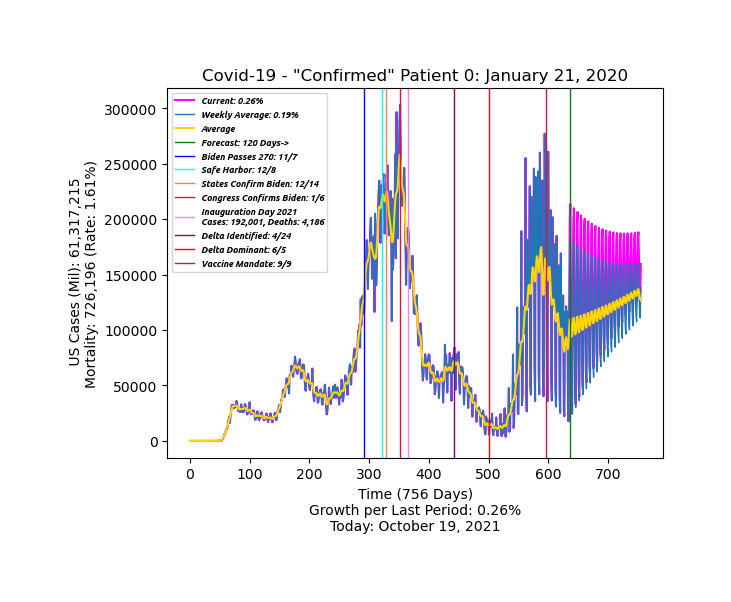 Covid-19 - "Confirmed" Patient 0: January 21, 2020
US Cases (Mil): 61,317,215
Mortality: 726,196 (Rate: 1.61%)
300000
250000
200000
150000
100000
50000
0
Current: 0.26%
Weekly Average: 0.19%
Average
Forecast: 120 Days->
Biden Passes 270: 11/7
Safe Harbor: 12/8
States Confirm Biden: 12/14
Congress Confirms Biden: 1/6
Inauguration Day 2021
Cases: 192,001, Deaths: 4,186
Delta Identified: 4/24
Delta Dominant: 6/5
Vaccine Mandate: 9/9
0 100 200 300 400 500 600 700
Time (756 Days)
Growth per Last Period: 0.26%
Today: October 19, 2021